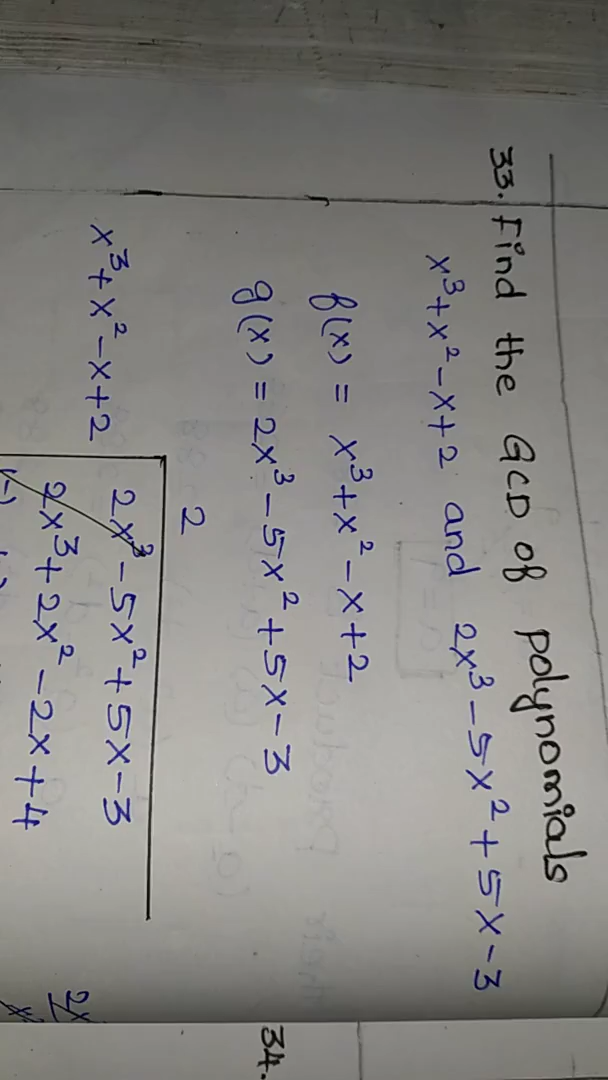 33. Find the GCD of polynomials
x³+x²-x+2 and 2x³-5x²+5x-3
f(x) = x³+x²-x+2
g(x) = 2x³-5x²+5x-3
2
x³+x²-x+2 2x³-5x²+5x-3
2x³+2x²-2x+4
(-)
34.